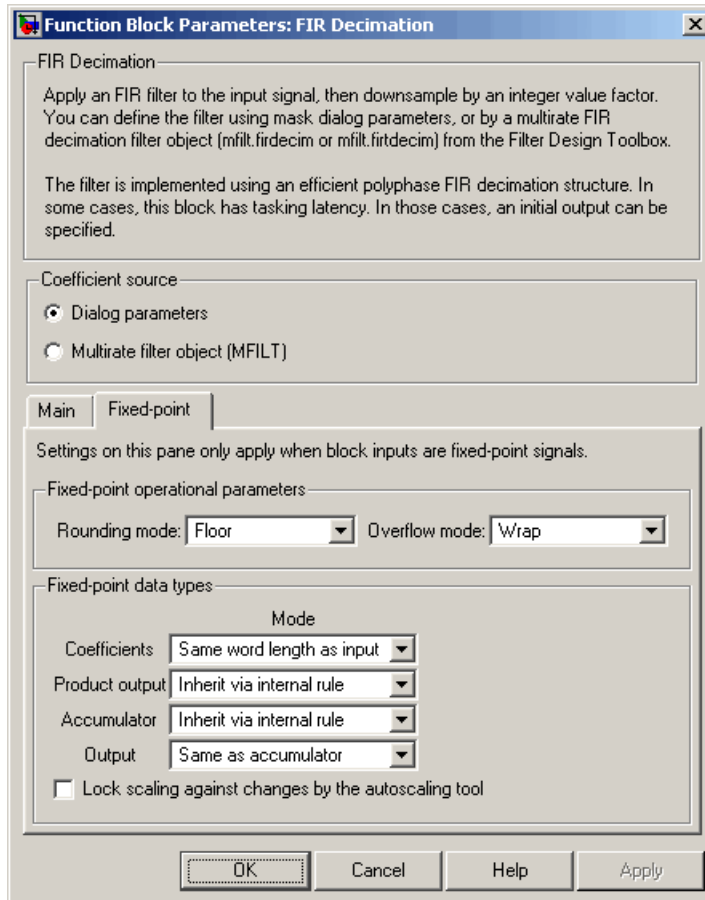 Function Block Parameters: FIR Decimation
FIR Decimation
Apply an FIR filter to the input signal, then downsample by an integer value factor.
You can define the filter using mask dialog parameters, or by a multirate FIR
decimation filter object (mfilt.firdecim or mfilt.firtdecim) from the Filter Design Toolbox.
The filter is implemented using an efficient polyphase FIR decimation structure. In
some cases, this block has tasking latency. In those cases, an initial output can be
specified.
Coefficient source
Dialog parameters
Multirate filter object (MFILT)
Main Fixed-point
Settings on this pane only apply when block inputs are fixed-point signals.
Fixed-point operational parameters
Rounding mode: Floor Overflow mode: Wrap
Fixed-point data types
Mode
Coefficients Same word length as input
Product output Inherit via internal rule
Accumulator Inherit via internal rule
Output Same as accumulator
Lock scaling against changes by the autoscaling tool
OK Cancel Help Apply